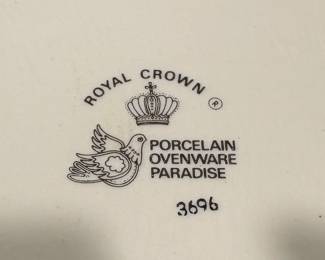 ROYAL CROWN
®
PORCELAIN
OVENWARE
PARADISE
3696